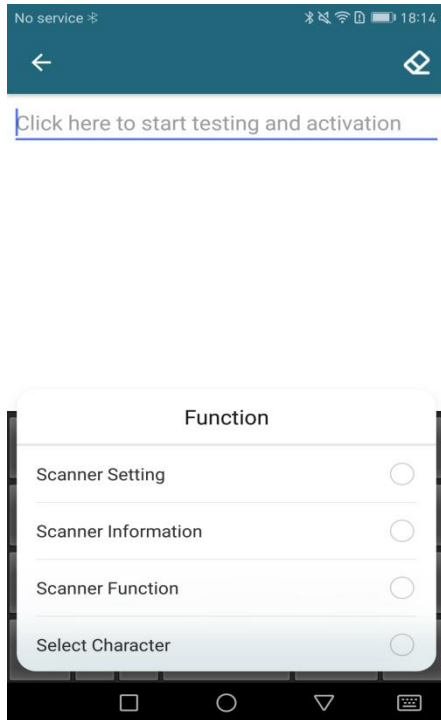 No service 18:14
Click here to start testing and activation
Function
Scanner Setting
Scanner Information
Scanner Function
Select Character